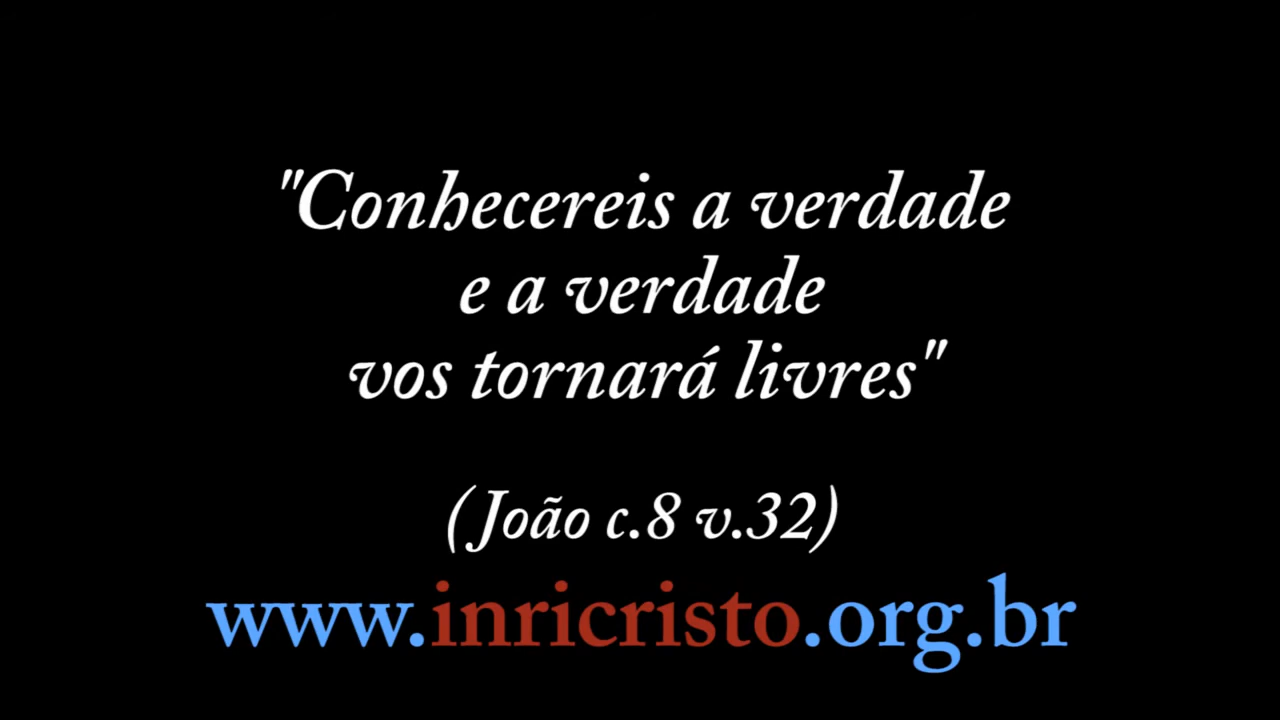 "Conhecereis a verdade
e a verdade
vos tornará livres"
(João c.8 v.32)
www.inricristo.org.br